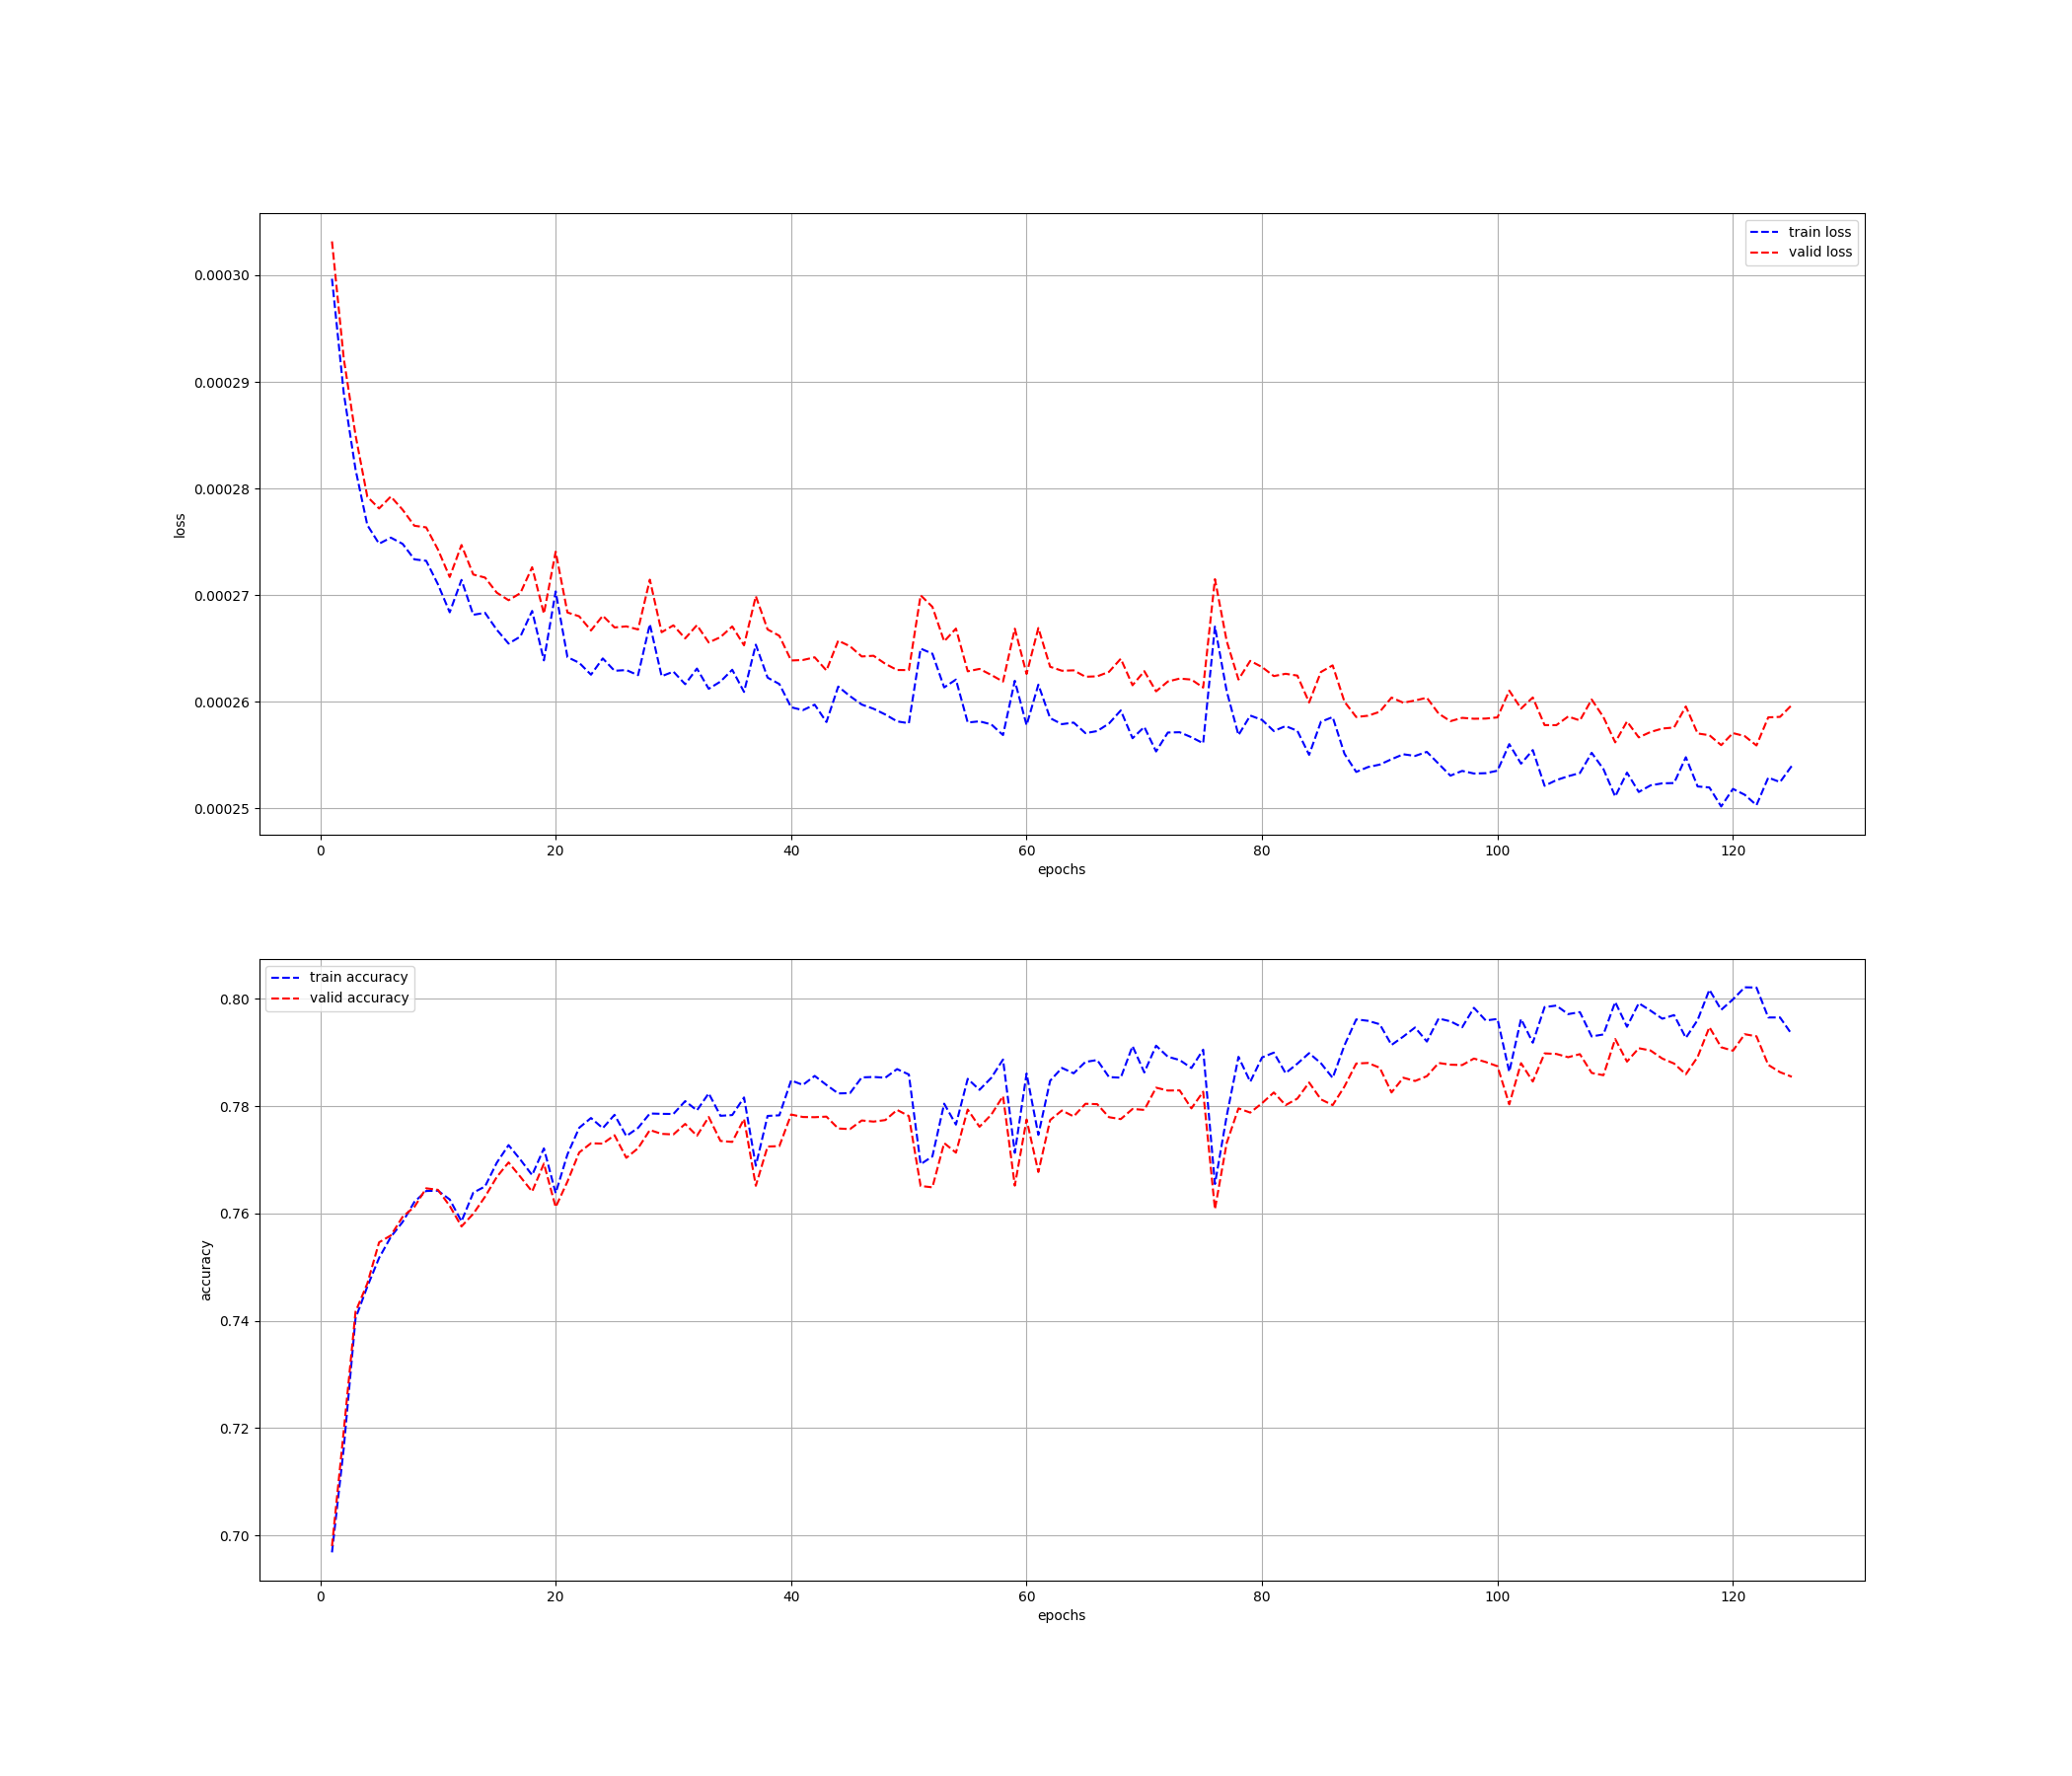 train loss
valid loss
0.00030
0.00029
0.00028
0.00027
0.00026
0.00025
loss
0 20 40 60 80 100 120
epochs
train accuracy
valid accuracy
0.80
0.78
0.76
0.74
0.72
0.70
accuracy
0 20 40 60 80 100 120
epochs